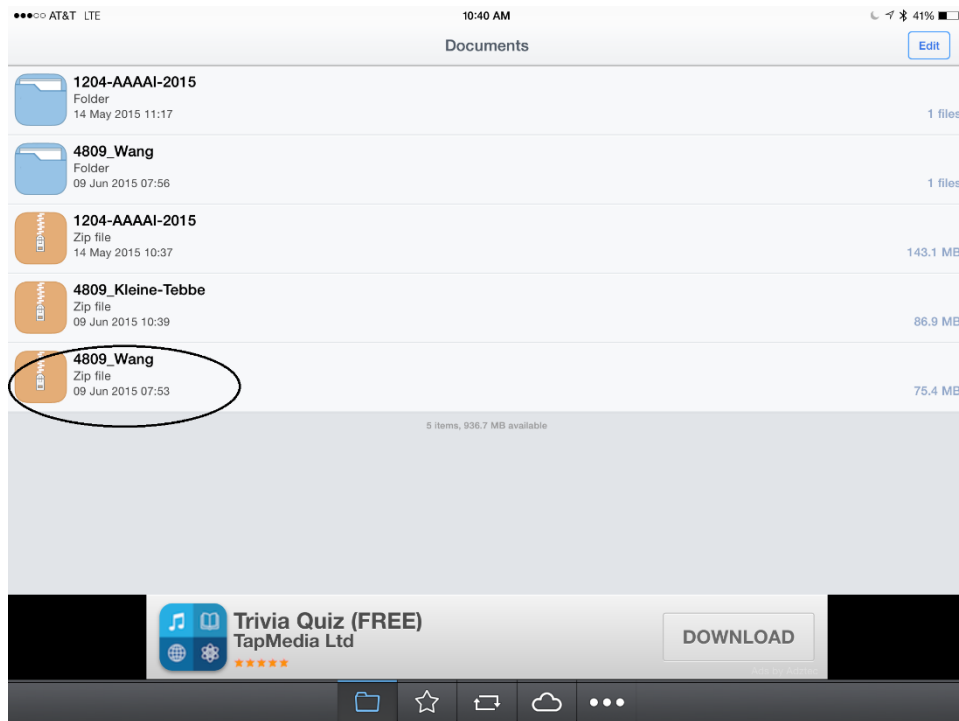 AT&T LTE
10:40 AM
41%
Documents
Edit
1204-AAAAI-2015
Folder
14 May 2015 11:17
1 files
4809_Wang
Folder
09 Jun 2015 07:56
1 files
1204-AAAAI-2015
Zip file
14 May 2015 10:37
143.1 MB
4809_Kleine-Tebbe
Zip file
09 Jun 2015 10:39
86.9 MB
4809_Wang
Zip file
09 Jun 2015 07:53
75.4 MB
5 items, 936.7 MB available
Trivia Quiz (FREE)
TapMedia Ltd
DOWNLOAD